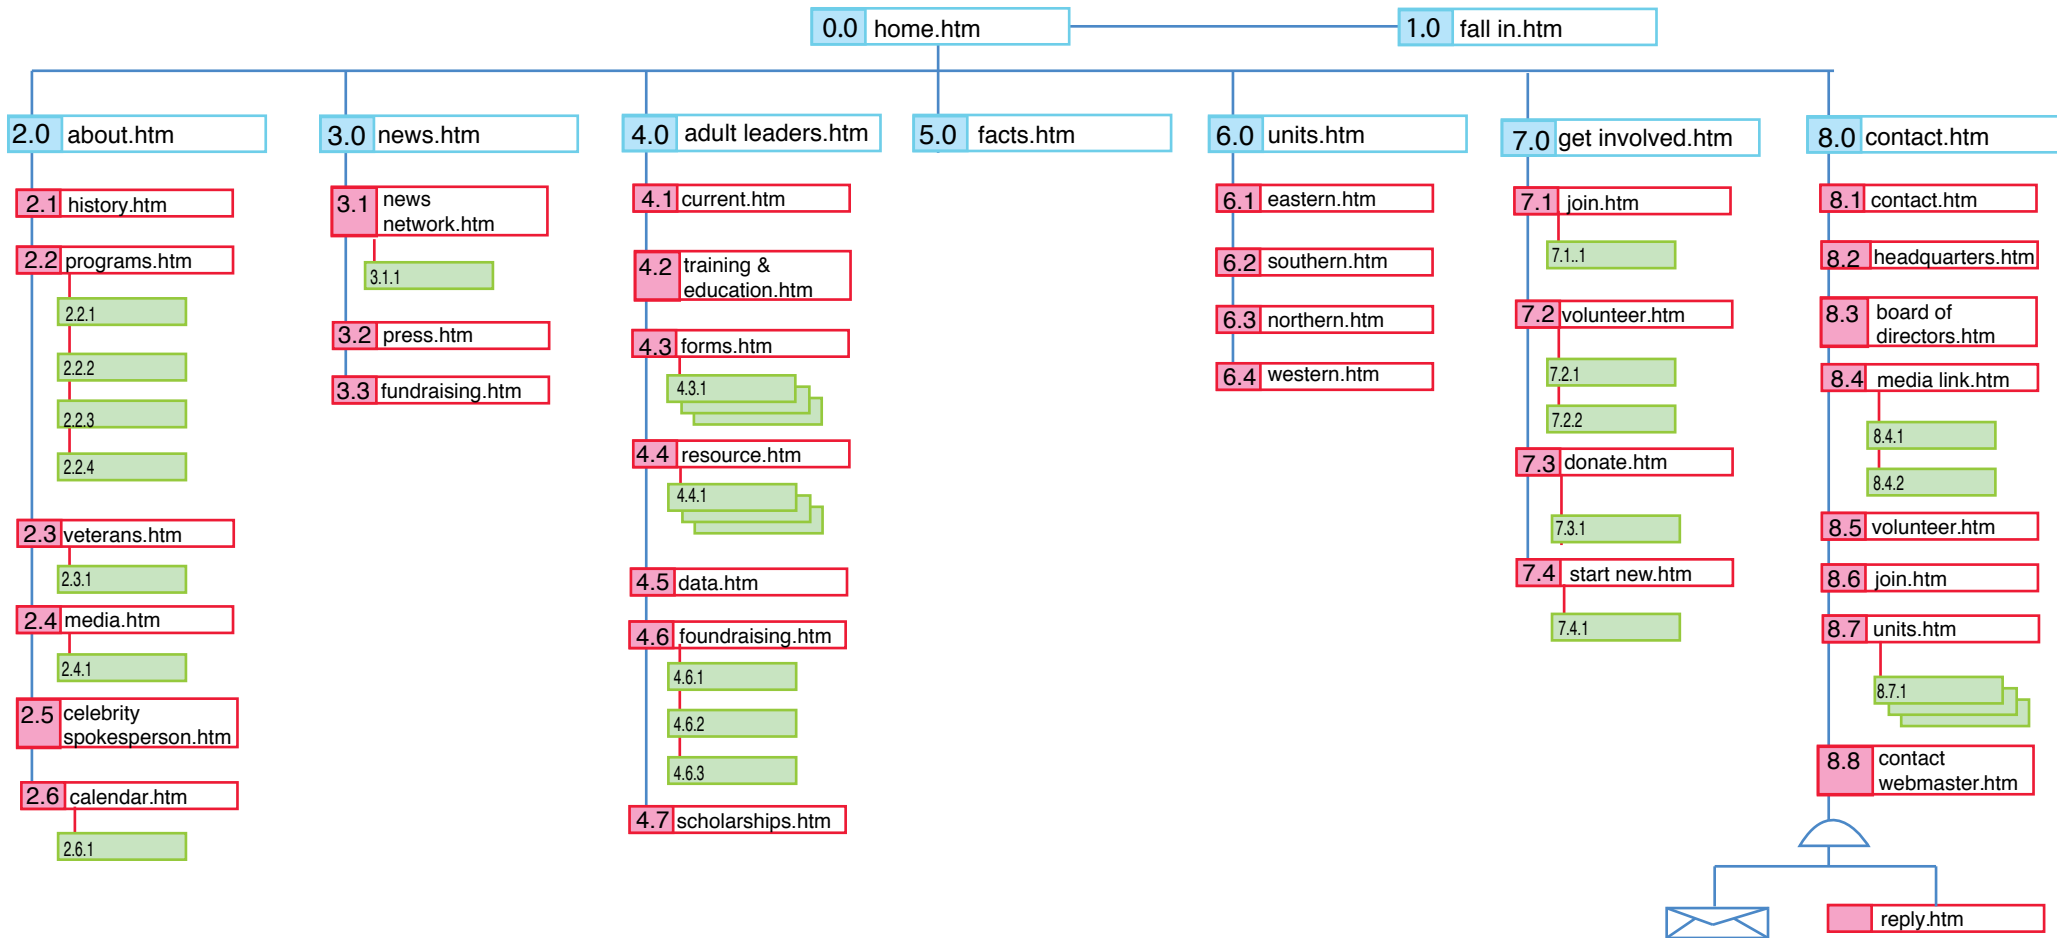 0.0 home.htm
1.0 fall in.htm
2.0 about.htm
2.1 history.htm
2.2 programs.htm
2.2.1
2.2.2
2.2.3
2.2.4
2.3 veterans.htm
2.3.1
2.4 media.htm
2.4.1
2.5 celebrity
spokesperson.htm
2.6 calendar.htm
2.6.1
3.0 news.htm
3.1 news
network.htm
3.1.1
3.2 press.htm
3.3 fundraising.htm
4.0 adult leaders.htm
4.1 current.htm
4.2 training &
education.htm
4.3 forms.htm
4.3.1
4.4 resource.htm
4.4.1
4.5 data.htm
4.6 foundraising.htm
4.6.1
4.6.2
4.6.3
4.7 scholarships.htm
5.0 facts.htm
6.0 units.htm
6.1 eastern.htm
6.2 southern.htm
6.3 northern.htm
6.4 western.htm
7.0 get involved.htm
7.1 join.htm
7.1..1
7.2 volunteer.htm
7.2.1
7.2.2
7.3 donate.htm
7.3.1
7.4 start new.htm
7.4.1
8.0 contact.htm
8.1 contact.htm
8.2 headquarters.htm
8.3 board of
directors.htm
8.4 media link.htm
8.4.1
8.4.2
8.5 volunteer.htm
8.6 join.htm
8.7 units.htm
8.7.1
8.8 contact
webmaster.htm
reply.htm